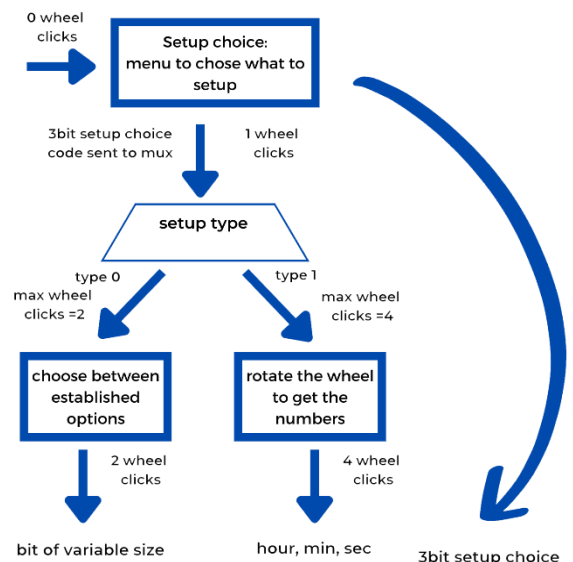 0 wheel
clicks
Setup choice:
menu to chose what to
setup
3bit setup choice
code sent to mux
1 wheel
clicks
setup type
type 0
max wheel
clicks =2
type 1
max wheel
clicks =4
choose between
established
options
rotate the wheel
to get the
numbers
2 wheel
clicks
4 wheel
clicks
bit of variable size
hour, min, sec
3bit setup choice